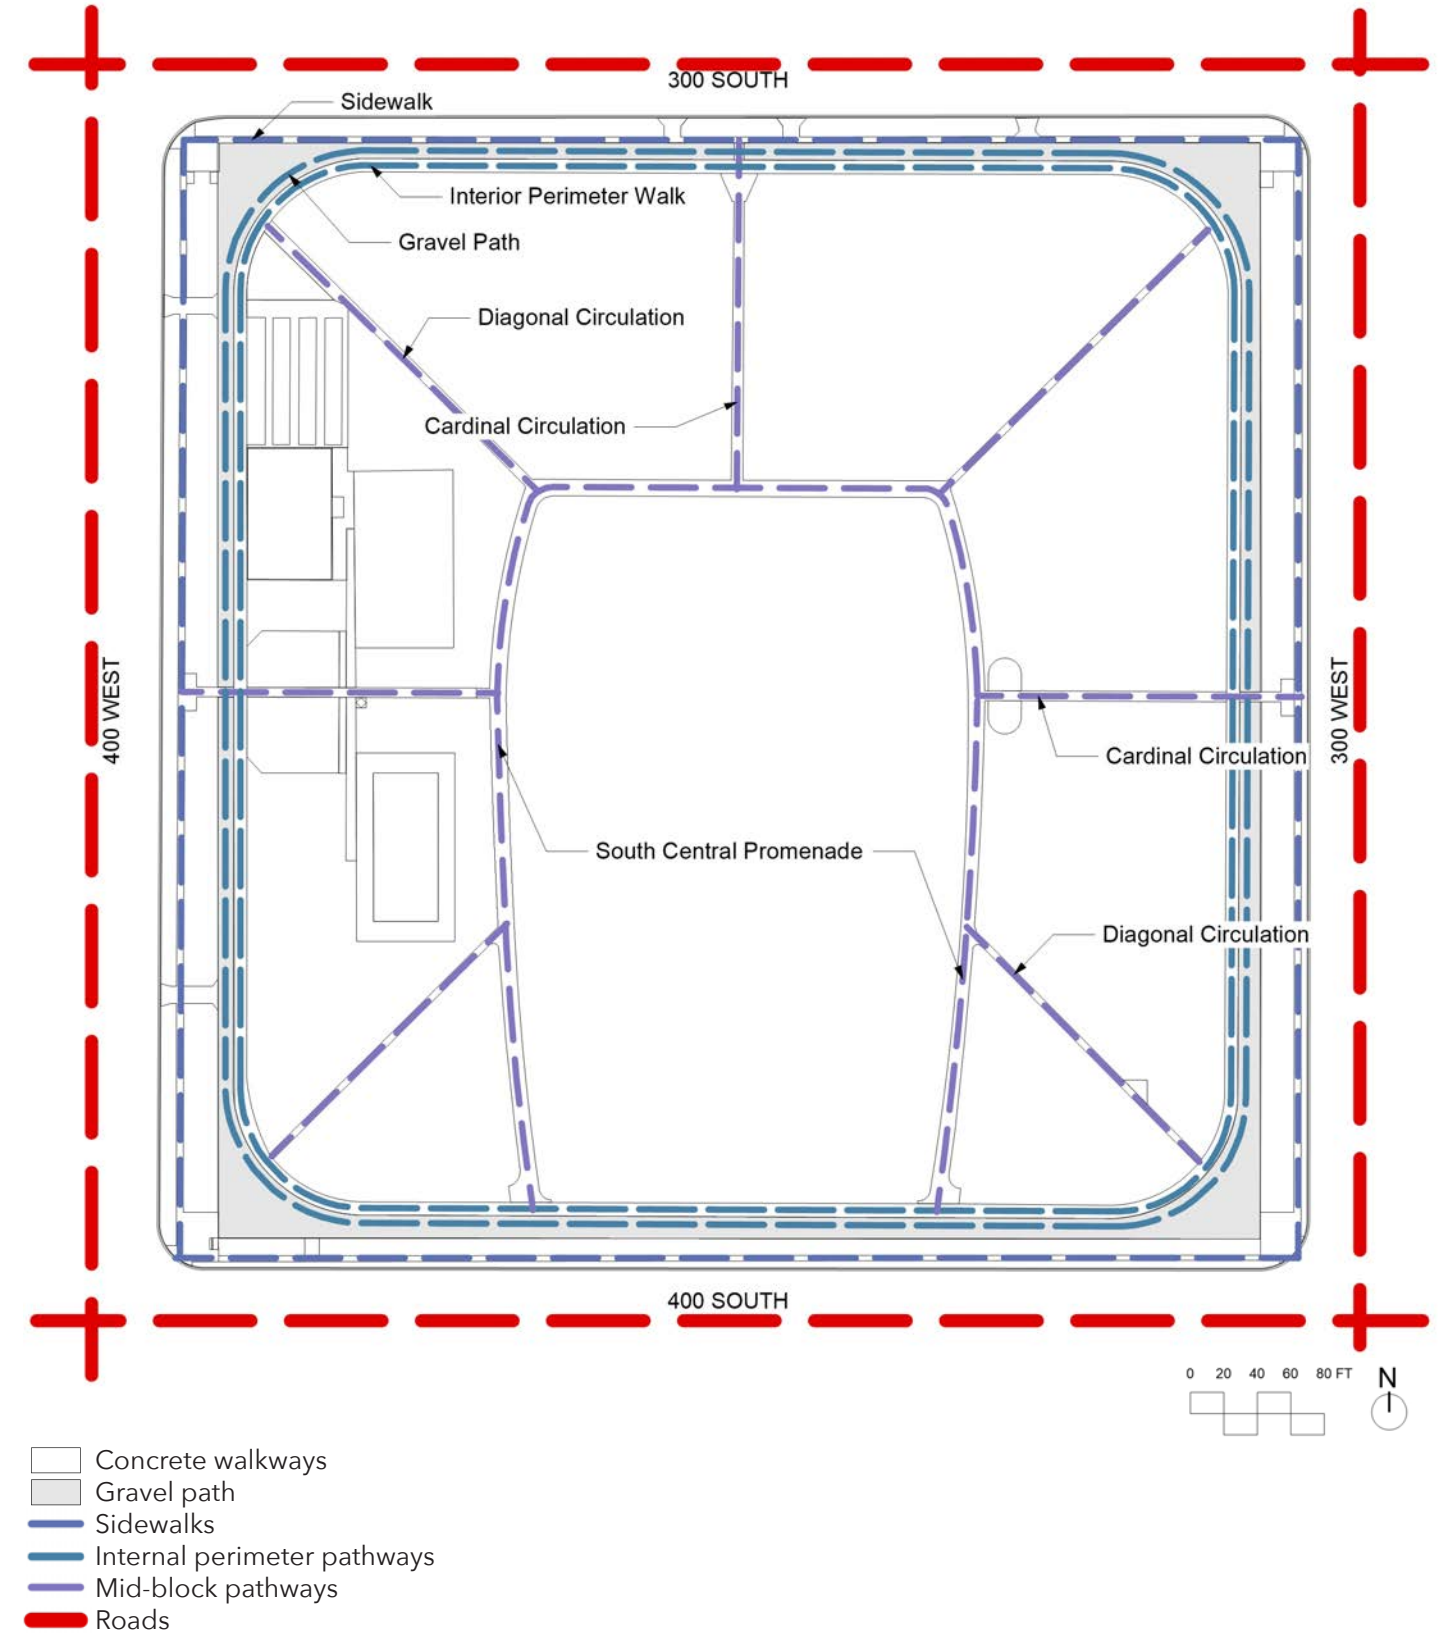 300 SOUTH
Sidewalk
Interior Perimeter Walk
Gravel Path
Diagonal Circulation
Cardinal Circulation
400 WEST
300 WEST
Cardinal Circulation
South Central Promenade
Diagonal Circulation
400 SOUTH
0 20 40 60 80 FT
N
Concrete walkways
Gravel path
Sidewalks
Internal perimeter pathways
Mid-block pathways
Roads